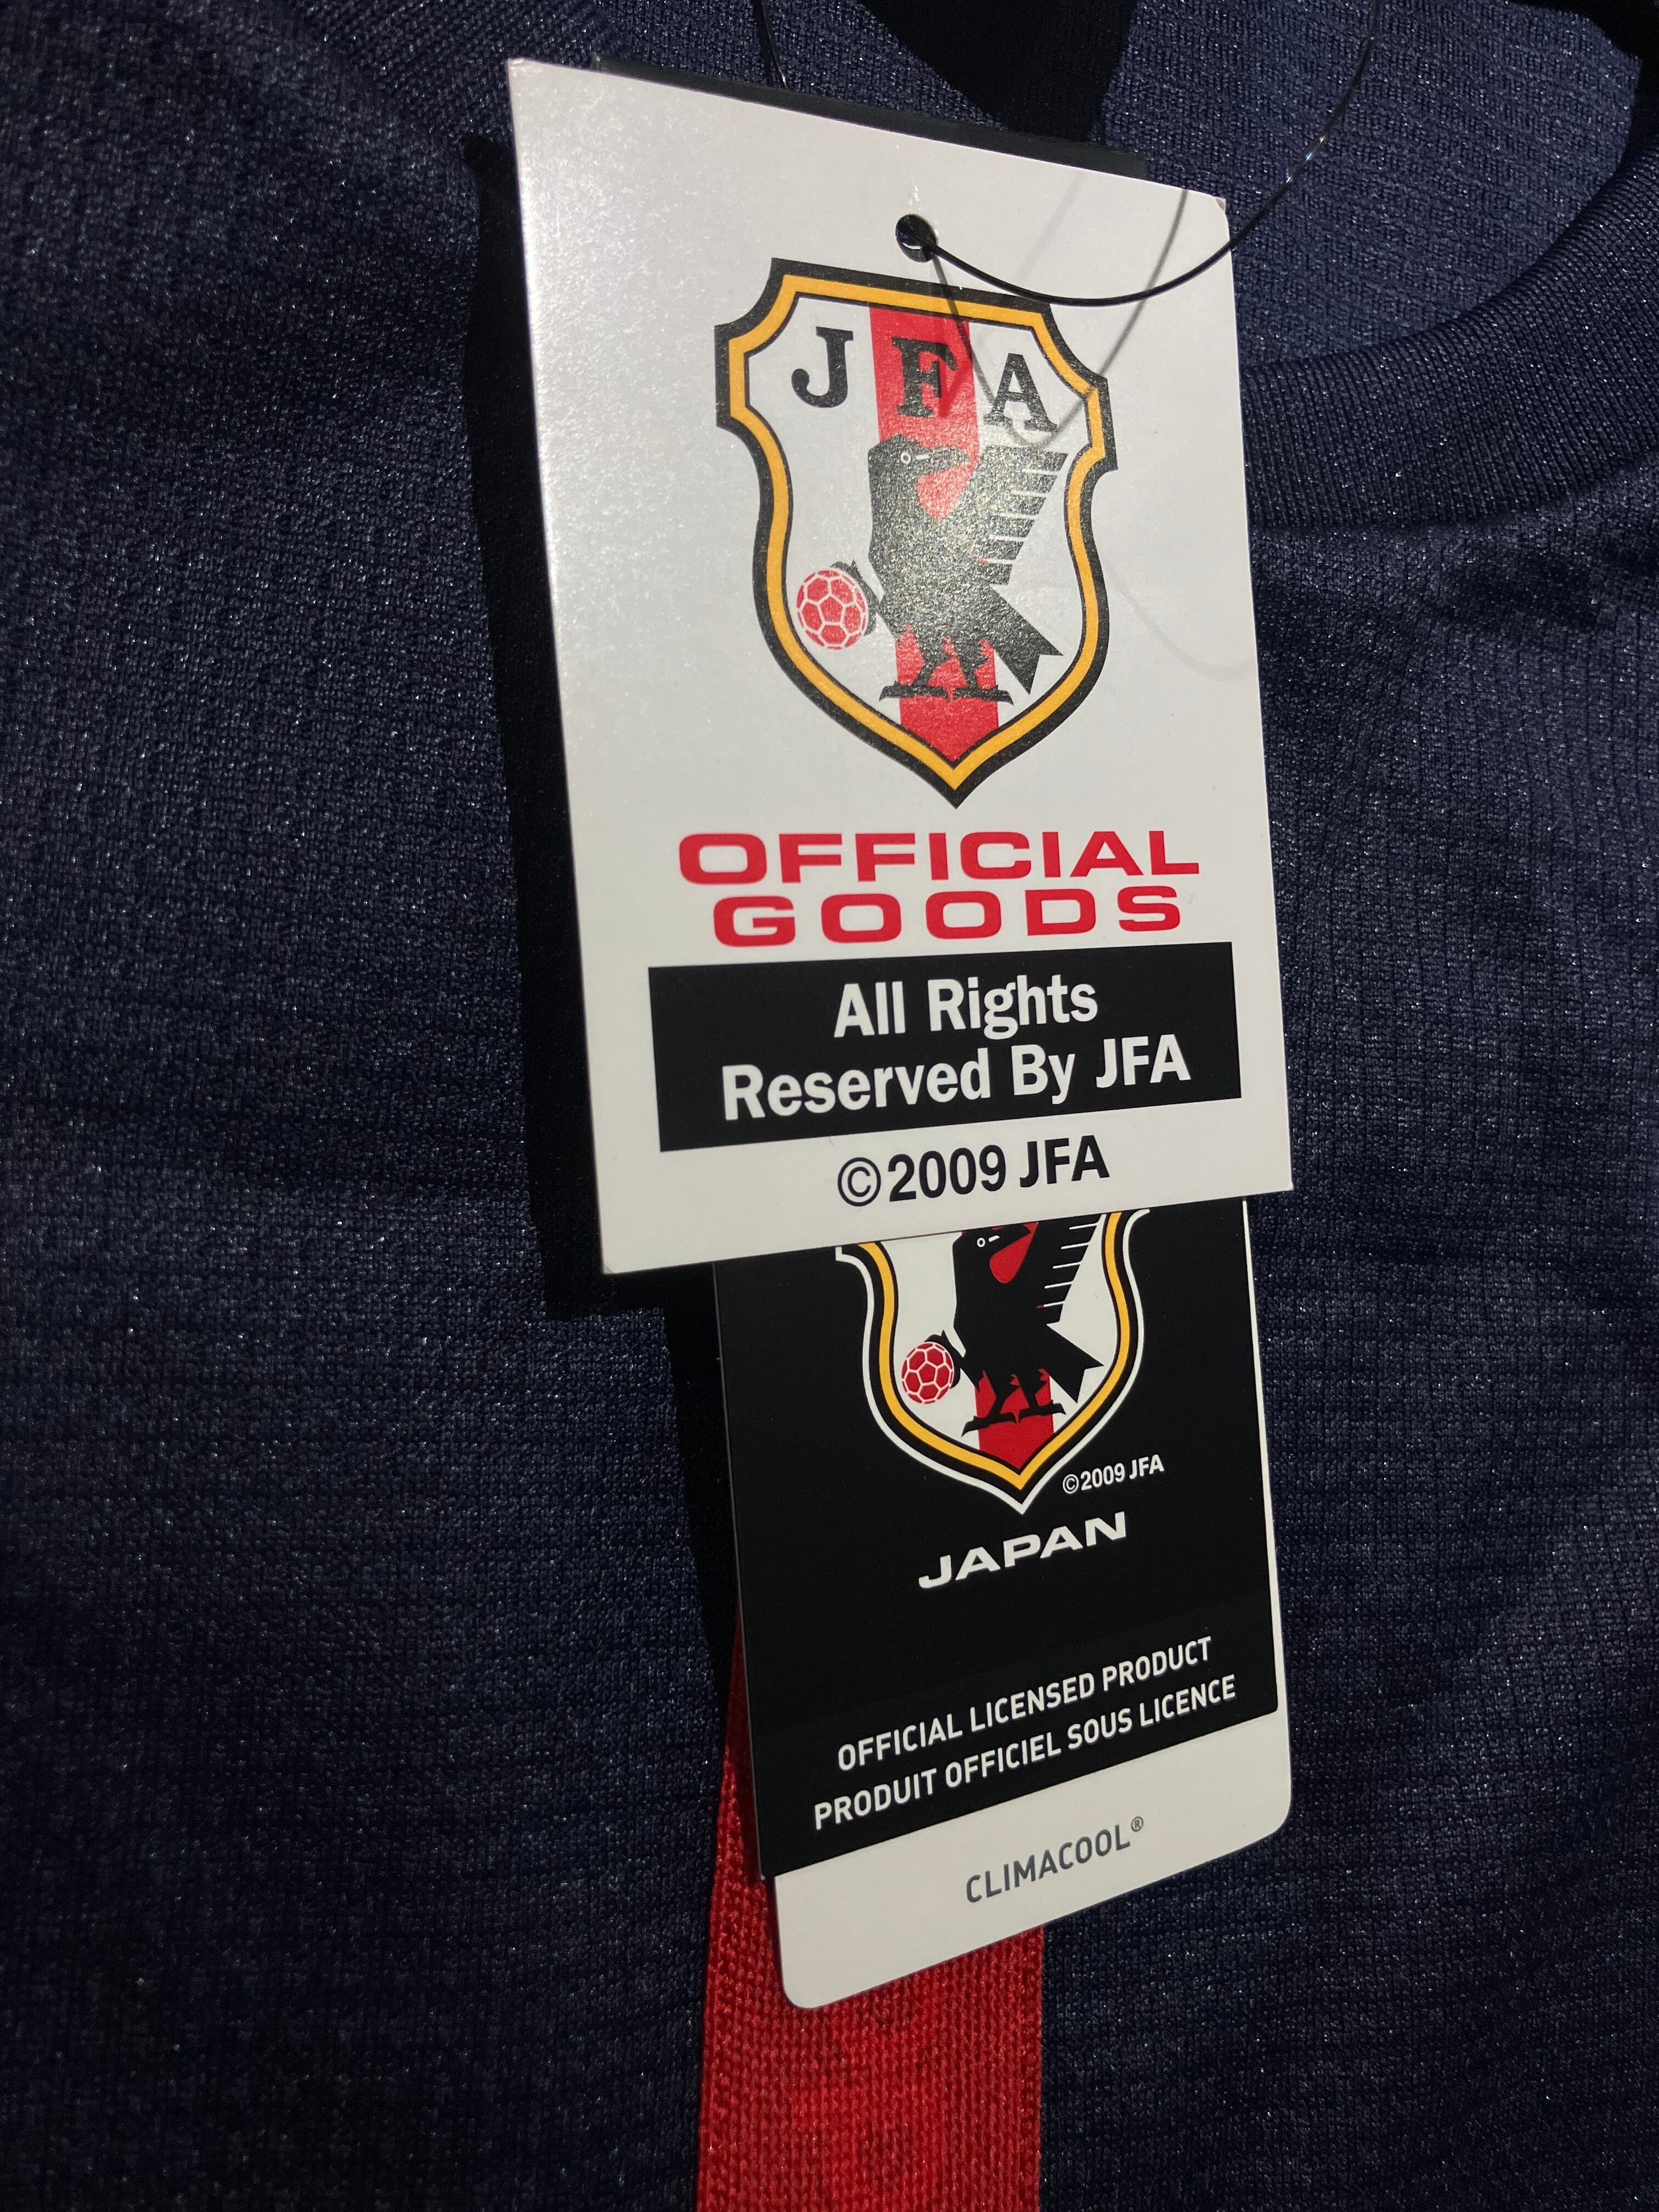 J F A
OFFICIAL
GOODS
All Rights
Reserved By JFA
©2009 JFA
©2009 JFA
JAPAN
OFFICIAL LICENSED PRODUCT
PRODUIT OFFICIEL SOUS LICENCE
CLIMACOOL®